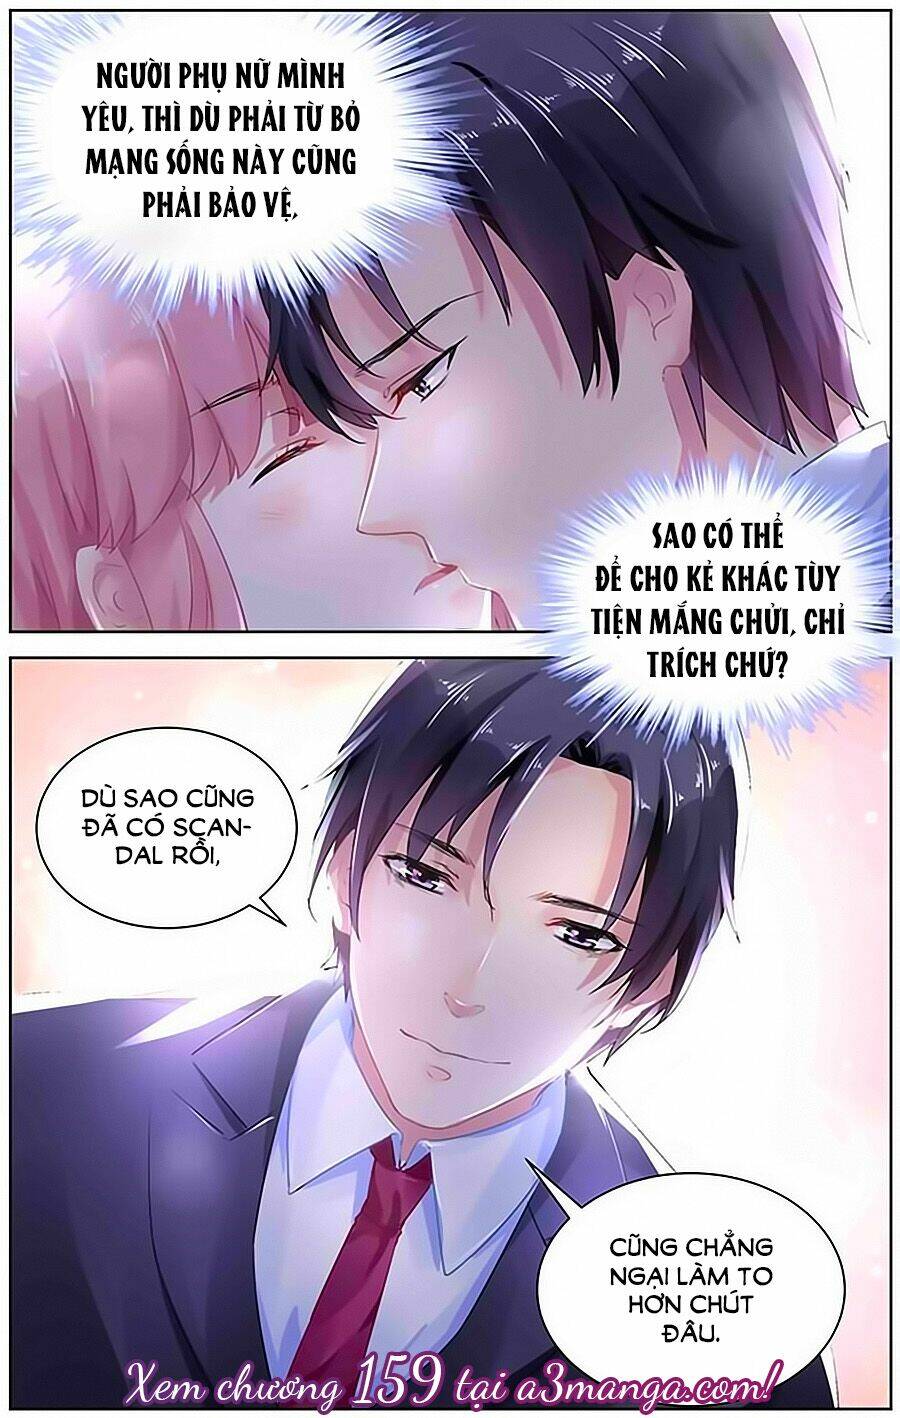 NGƯỜI PHỤ NỮ MÌNH
YÊU, THÌ DÙ PHẢI TỪ BỎ
MẠNG SỐNG NÀY CŨNG
PHẢI BẢO VỆ,
SAO CÓ THỂ
ĐỂ CHO KẺ KHÁC TÙY
TIỆN MẮNG CHỬI, CHỈ
TRÍCH CHỨ?
DÙ SAO CŨNG
ĐÃ CÓ SCAN-
DAL RỒI,
CŨNG CHẲNG
NGẠI LÀM TO
HƠN CHÚT
ĐÂU.
Xem chương 159 tại a3manga.com!